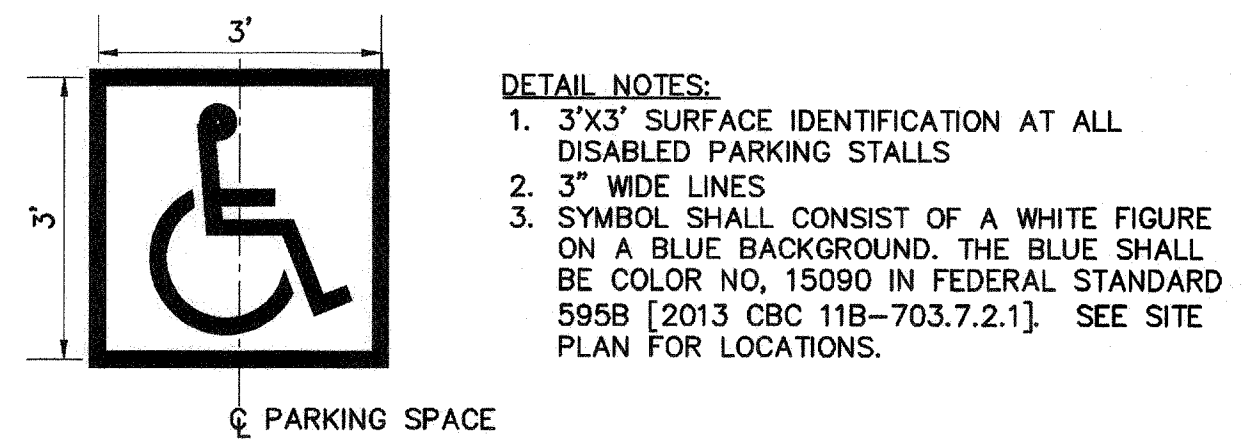 3'
3'
DETAIL NOTES:
1. 3'X3' SURFACE IDENTIFICATION AT ALL
DISABLED PARKING STALLS
2. 3" WIDE LINES
3. SYMBOL SHALL CONSIST OF A WHITE FIGURE
ON A BLUE BACKGROUND. THE BLUE SHALL
BE COLOR NO, 15090 IN FEDERAL STANDARD
595B [2013 CBC 11B-703.7.2.1]. SEE SITE
PLAN FOR LOCATIONS.
℄ PARKING SPACE